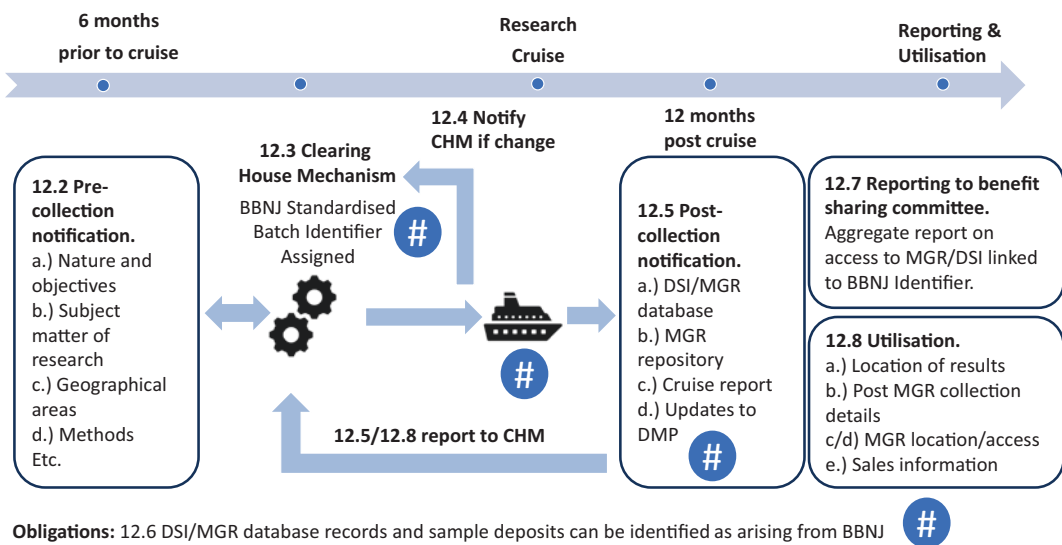 6 months
prior to cruise
Research
Cruise
Reporting &
Utilisation
12.4 Notify
CHM if change
12 months
post cruise
12.2 Pre-
collection
notification.
a.) Nature and
objectives
b.) Subject
matter of
research
c.) Geographical
areas
d.) Methods
Etc.
12.3 Clearing
House Mechanism
BBNJ Standardised
Batch Identifier
Assigned
#
#
12.5/12.8 report to CHM
12.5 Post-
collection
notification.
a.) DSI/MGR
database
b.) MGR
repository
c.) Cruise report
d.) Updates to
DMP
#
12.7 Reporting to benefit
sharing committee.
Aggregate report on
access to MGR/DSI linked
to BBNJ Identifier.
12.8 Utilisation.
a.) Location of results
b.) Post MGR collection
details
c/d) MGR location/access
e.) Sales information
Obligations: 12.6 DSI/MGR database records and sample deposits can be identified as arising from BBNJ
#